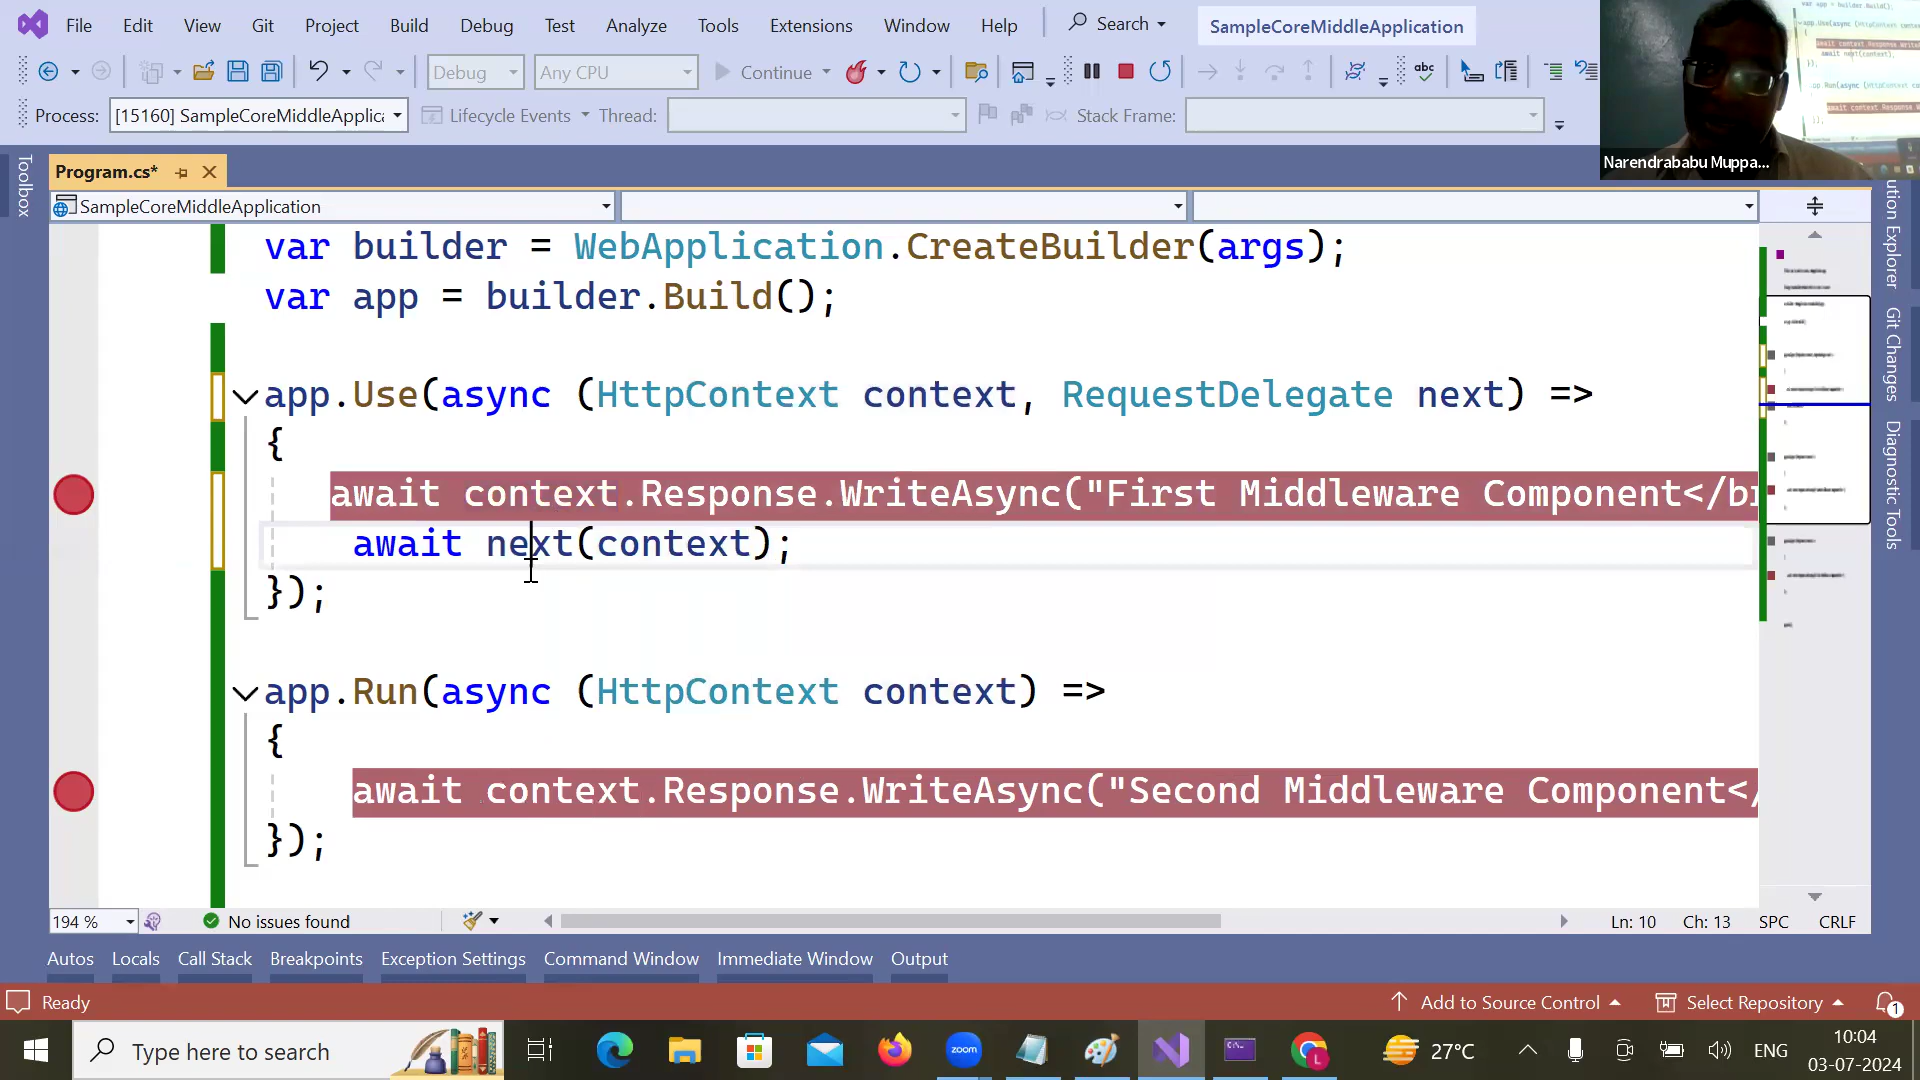 File Edit View Git Project Build Debug Test Analyze Tools Extensions Window Help Search SampleCoreMiddleApplication
Debug Any CPU Continue
Process: [15160] SampleCoreMiddleApplica Lifecycle Events Thread: Stack Frame:
Narendrababu Muppa...
Program.cs*
Toolbox
SampleCoreMiddleApplication
var builder = WebApplication.CreateBuilder(args);
var app = builder.Build();
app.Use(async (HttpContext context, RequestDelegate next) =>
{
await context.Response.WriteAsync("First Middleware Component</b
await next(context);
});
app.Run(async (HttpContext context) =>
{
await context.Response.WriteAsync("Second Middleware Component</
});
ution Explorer
Git Changes
Diagnostic Tools
194 % No issues found Ln: 10 Ch: 13 SPC CRLF
Autos Locals Call Stack Breakpoints Exception Settings Command Window Immediate Window Output
Ready Add to Source Control Select Repository 1
Type here to search zoom 27°C ENG 10:04
03-07-2024